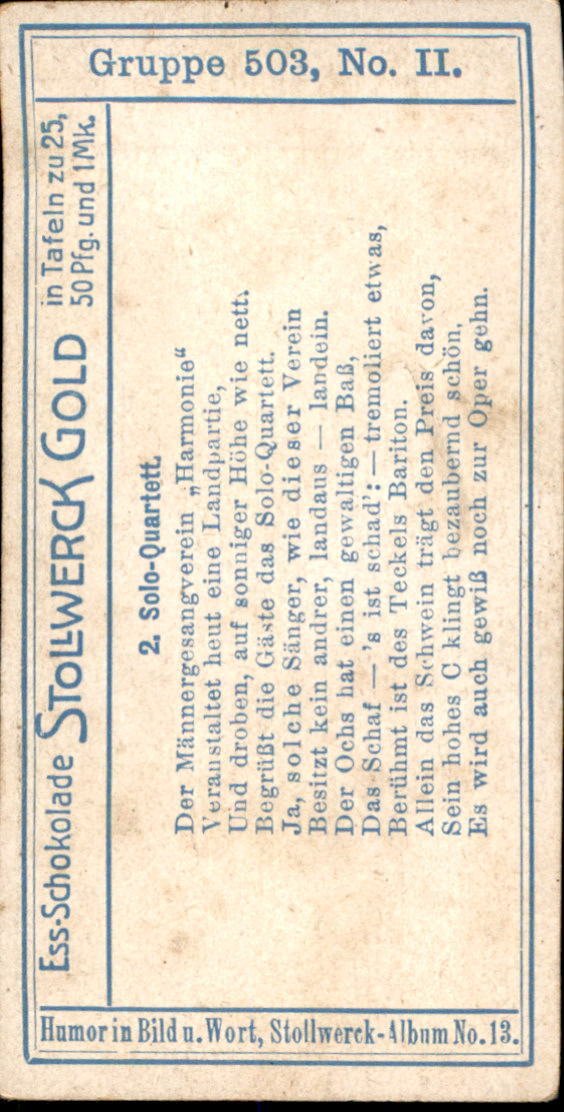 Gruppe 503, No. II.
Ess-Schokolade STOLLWERCK GOLD in Tafeln zu 25,
50 Pfg. und 1 Mk.
2. Solo-Quartett.
Der Männergesangverein „Harmonie“
Veranstaltet heut eine Landpartie,
Und droben, auf sonniger Höhe wie nett.
Begrüßt die Gäste das Solo-Quartett.
Ja, solche Sänger, wie dieser Verein
Besitzt kein andrer, landaus — landein.
Der Ochs hat einen gewaltigen Baß,
Das Schaf — 's ist schad': — tremoliert etwas,
Berühmt ist des Teckels Bariton.
Allein das Schwein trägt den Preis davon,
Sein hohes C klingt bezaubernd schön,
Es wird auch gewiß noch zur Oper gehn.
Humor in Bild u. Wort, Stollwerck-Album No. 13.